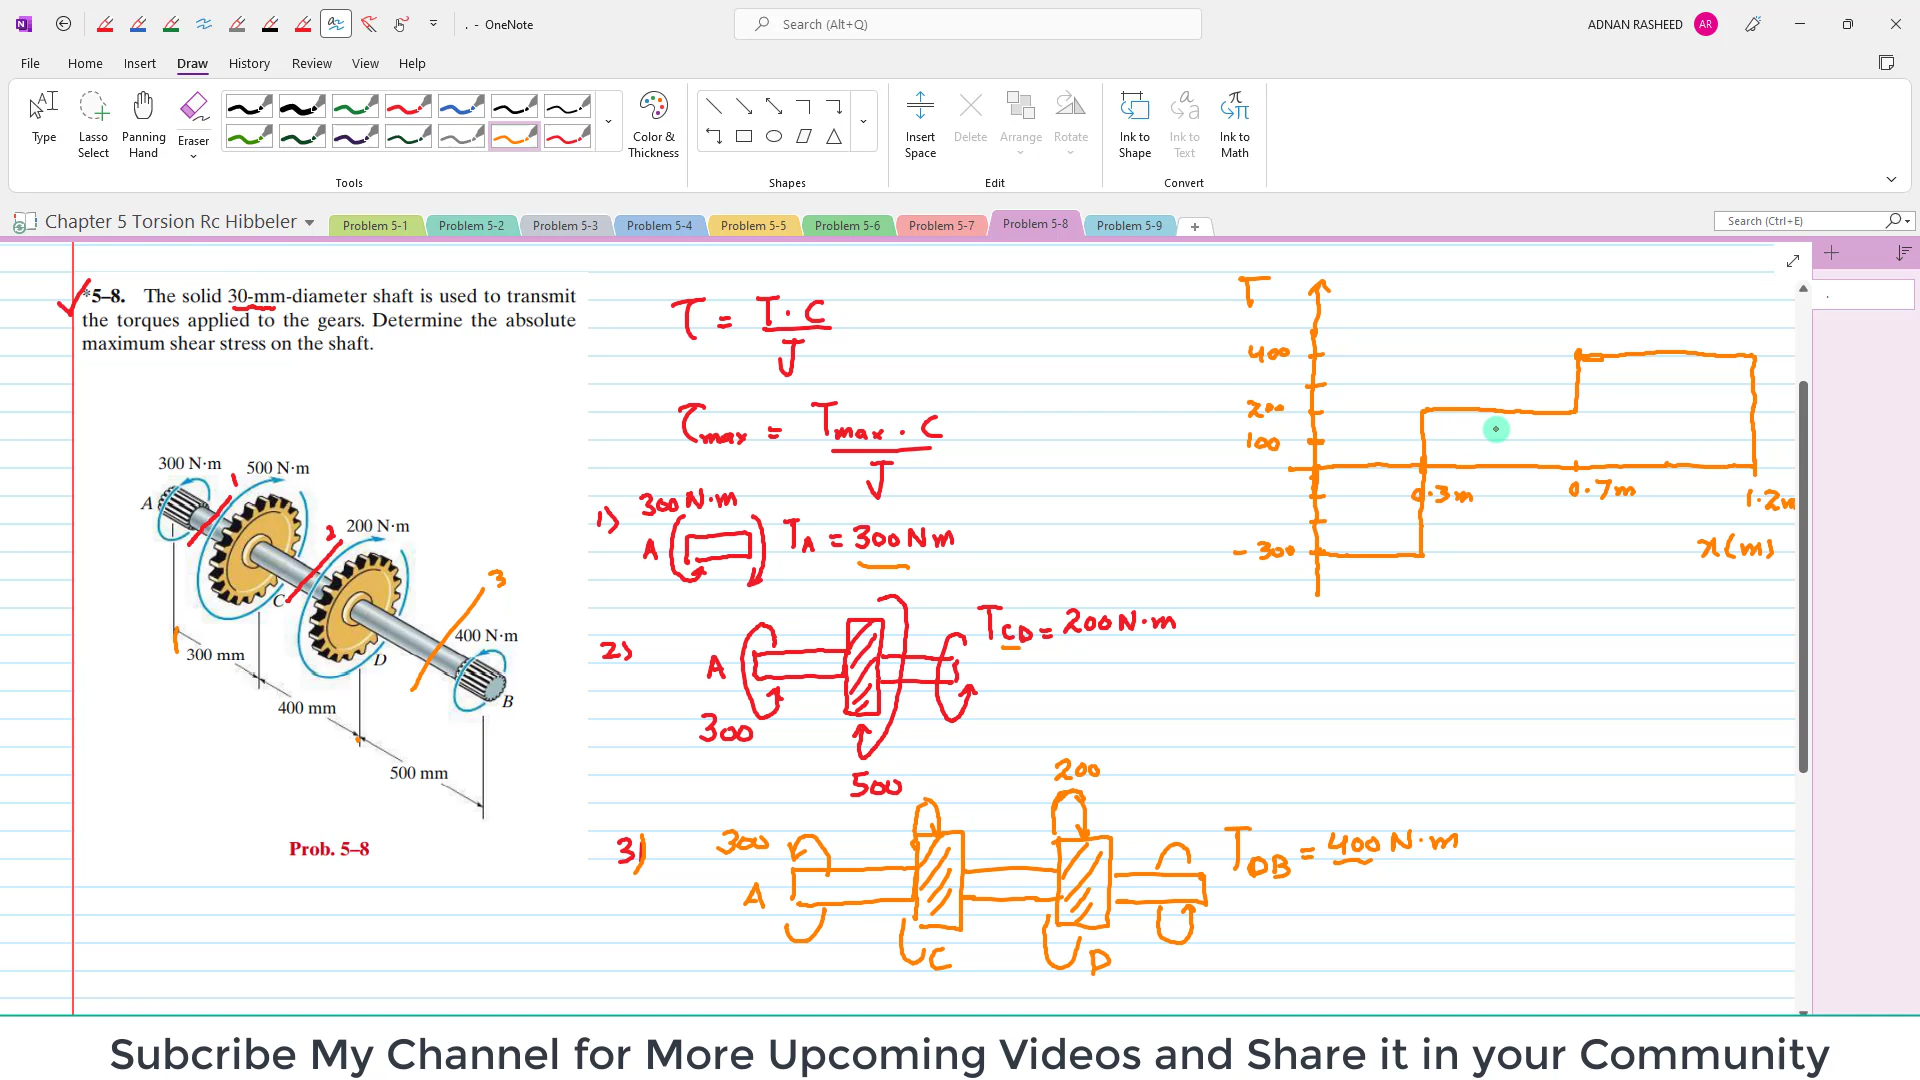 . - OneNote
Search (Alt+Q)
ADNAN RASHEED
AR
File Home Insert Draw History Review View Help
Type
Lasso Select
Panning Hand
Eraser
Color & Thickness
Insert Space
Delete
Arrange
Rotate
Ink to Shape
Ink to Text
Ink to Math
Tools
Shapes
Edit
Convert
Chapter 5 Torsion Rc Hibbeler
Problem 5-1
Problem 5-2
Problem 5-3
Problem 5-4
Problem 5-5
Problem 5-6
Problem 5-7
Problem 5-8
Problem 5-9
Search (Ctrl+E)
*5–8. The solid 30-mm-diameter shaft is used to transmit
the torques applied to the gears. Determine the absolute
maximum shear stress on the shaft.
300 N·m
500 N·m
200 N·m
400 N·m
A
C
D
B
1
2
3
300 mm
400 mm
500 mm
Prob. 5–8
τ = T · C / J
τmax = Tmax · C / J
1) 300 N·m
A
TA = 300 Nm
2)
A
300
500
TCD = 200 N·m
3)
300
A
C
200
D
TDB = 400 N·m
T
400
200
100
- 300
0.3m
0.7m
1.2m
x(m)
Subcribe My Channel for More Upcoming Videos and Share it in your Community